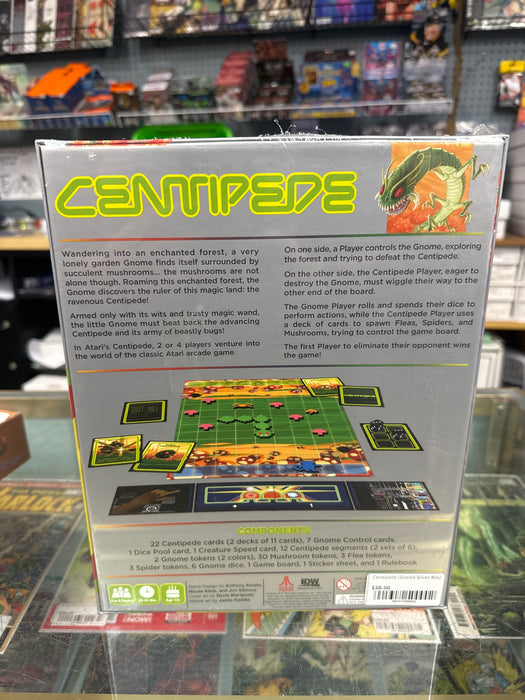 CENTIPEDE
Wandering into an enchanted forest, a very
lonely garden Gnome finds itself surrounded by
succulent mushrooms... the mushrooms are not
alone though. Roaming this enchanted forest, the
Gnome discovers the ruler of this magic land: the
ravenous Centipede!
Armed only with its wits and trusty magic wand,
the little Gnome must beat back the advancing
Centipede and its army of beastly bugs!
In Atari's Centipede, 2 or 4 players venture into
the world of the classic Atari arcade game.
On one side, a Player controls the Gnome, exploring
the forest and trying to defeat the Centipede.
On the other side, the Centipede Player, eager to
destroy the Gnome, must wiggle their way to the
other end of the board.
The Gnome Player rolls and spends their dice to
perform actions, while the Centipede Player uses
a deck of cards to spawn Fleas, Spiders, and
Mushrooms, trying to control the game board.
The first Player to eliminate their opponent wins
the game!
COMPONENTS
22 Centipede cards (2 decks of 11 cards), 7 Gnome Control cards,
1 Dice Pool card, 1 Creature Speed card, 12 Centipede segments (2 sets of 6),
2 Gnome tokens (2 colors), 30 Mushroom tokens, 3 Flea tokens,
3 Spider tokens, 6 Gnome dice, 1 Game board, 1 Sticker sheet, and 1 Rulebook
ATARI
IDW
Centipede (Sealed Silver Box)
$20.00